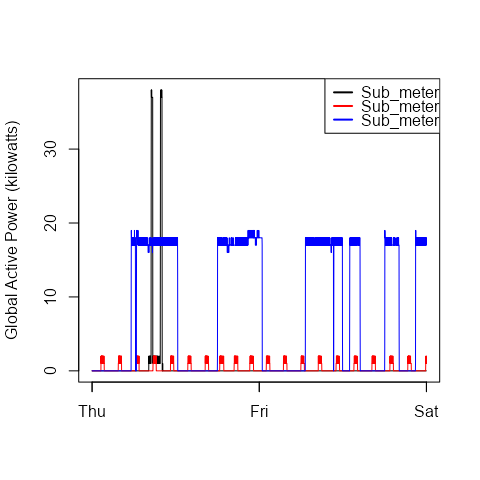 Sub_meter
Sub_meter
Sub_meter
Global Active Power (kilowatts)
30
20
10
0
Thu Fri Sat